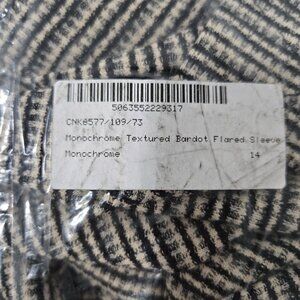 5063552229317
CNK8577/109/73
Monochrome Textured Bardot Flared Sleeve
Monochrome 14